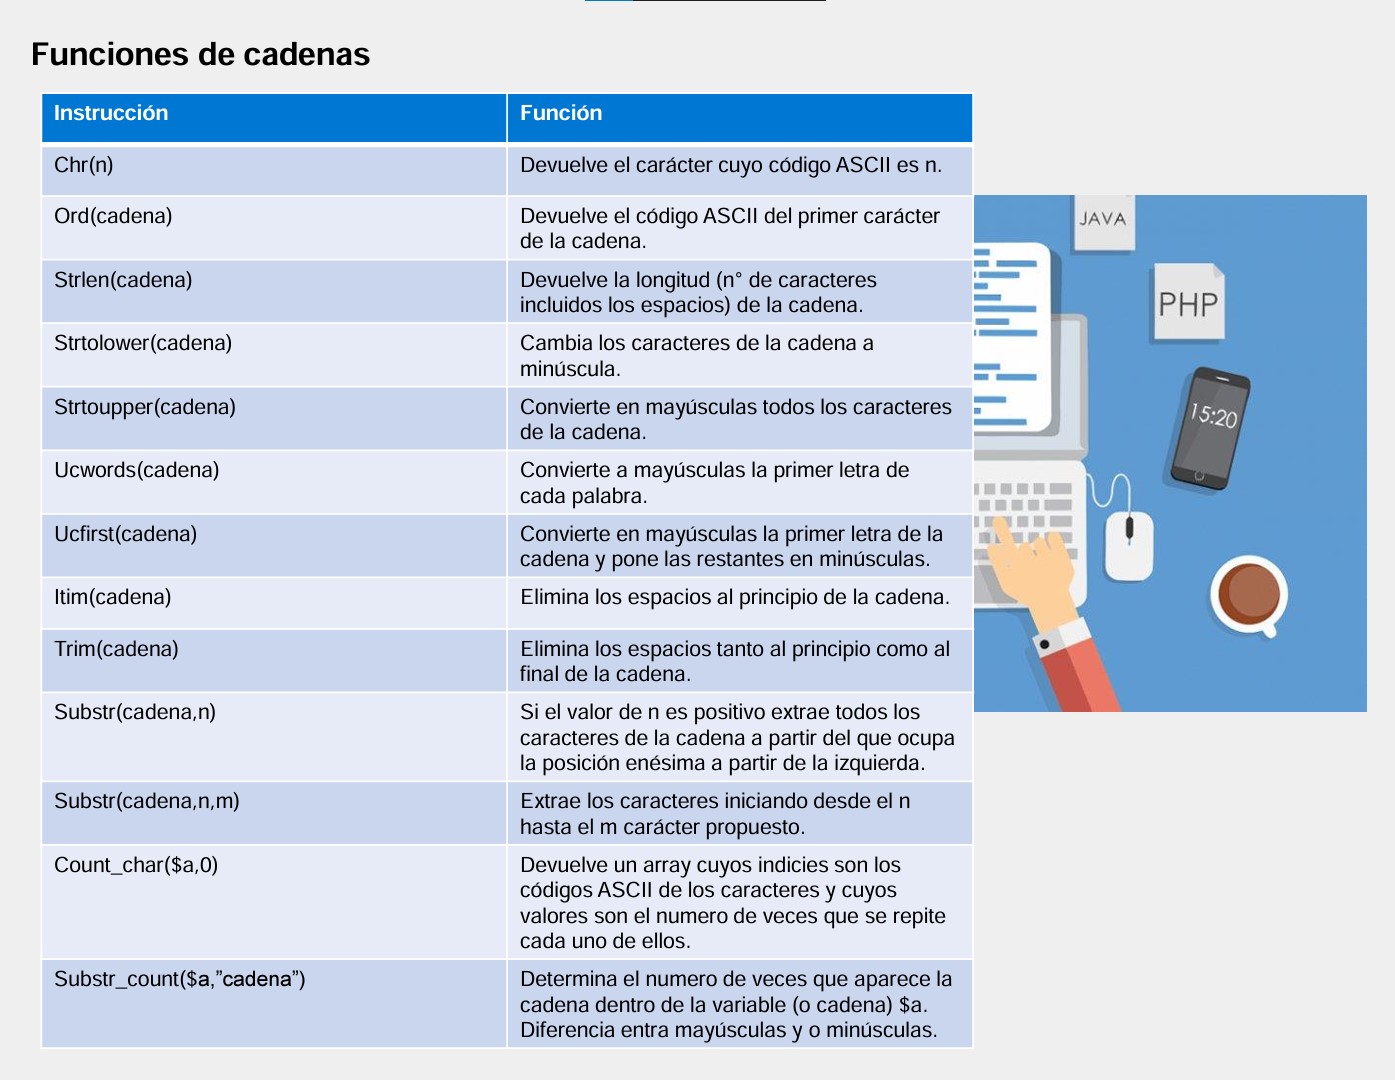 Funciones de cadenas
Instrucción
Función
Chr(n)
Devuelve el carácter cuyo código ASCII es n.
Ord(cadena)
Devuelve el código ASCII del primer carácter
de la cadena.
Strlen(cadena)
Devuelve la longitud (n° de caracteres
incluidos los espacios) de la cadena.
Strtolower(cadena)
Cambia los caracteres de la cadena a
minúscula.
Strtoupper(cadena)
Convierte en mayúsculas todos los caracteres
de la cadena.
Ucwords(cadena)
Convierte a mayúsculas la primer letra de
cada palabra.
Ucfirst(cadena)
Convierte en mayúsculas la primer letra de la
cadena y pone las restantes en minúsculas.
Itim(cadena)
Elimina los espacios al principio de la cadena.
Trim(cadena)
Elimina los espacios tanto al principio como al
final de la cadena.
Substr(cadena,n)
Si el valor de n es positivo extrae todos los
caracteres de la cadena a partir del que ocupa
la posición enésima a partir de la izquierda.
Substr(cadena,n,m)
Extrae los caracteres iniciando desde el n
hasta el m carácter propuesto.
Count_char($a,0)
Devuelve un array cuyos indicies son los
códigos ASCII de los caracteres y cuyos
valores son el numero de veces que se repite
cada uno de ellos.
Substr_count($a,”cadena”)
Determina el numero de veces que aparece la
cadena dentro de la variable (o cadena) $a.
Diferencia entra mayúsculas y o minúsculas.
JAVA
PHP
15:20